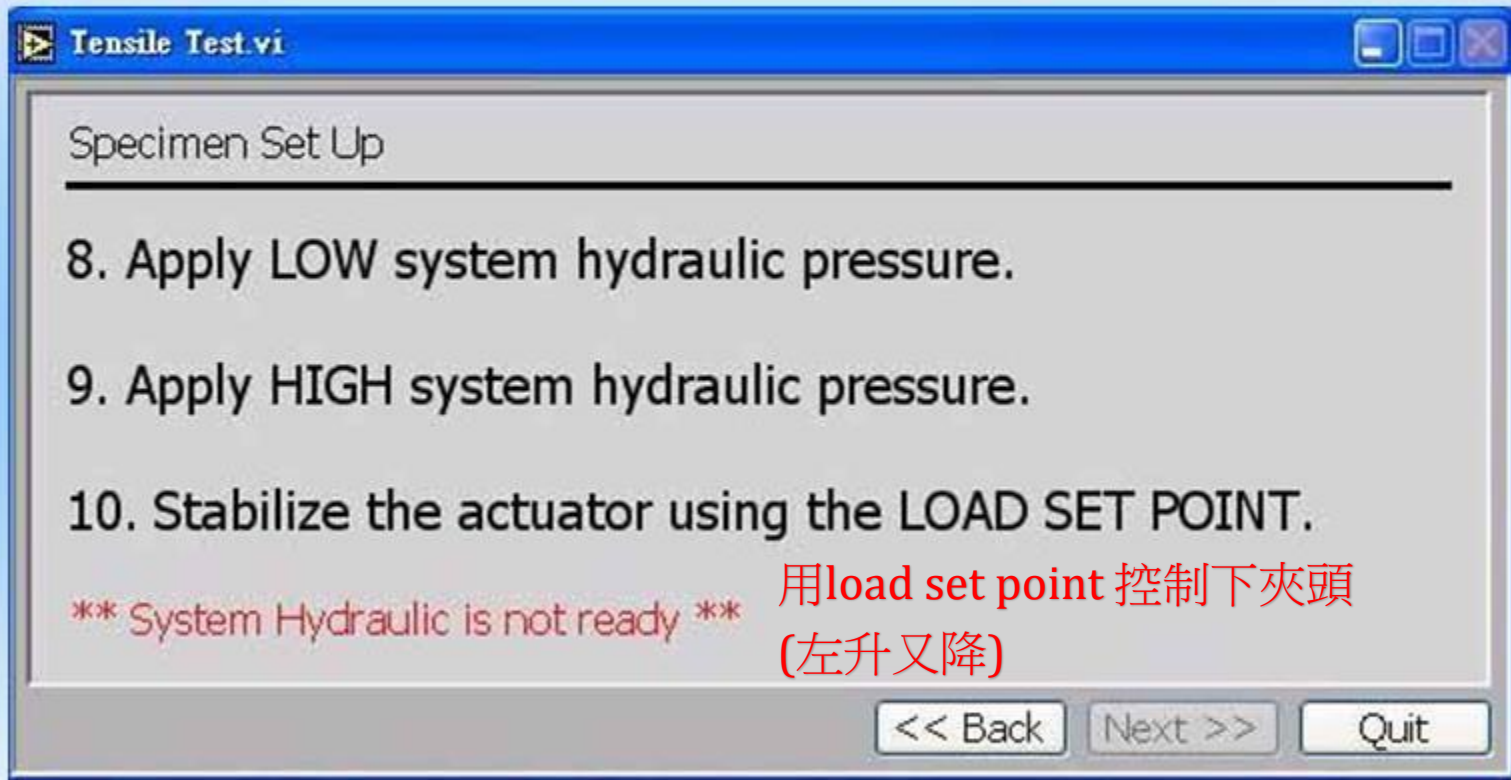 Tensile Test.vi
Specimen Set Up
8. Apply LOW system hydraulic pressure.
9. Apply HIGH system hydraulic pressure.
10. Stabilize the actuator using the LOAD SET POINT.
用load set point 控制下夾頭
** System Hydraulic is not ready **
(左升又降)
<< Back Next >> Quit